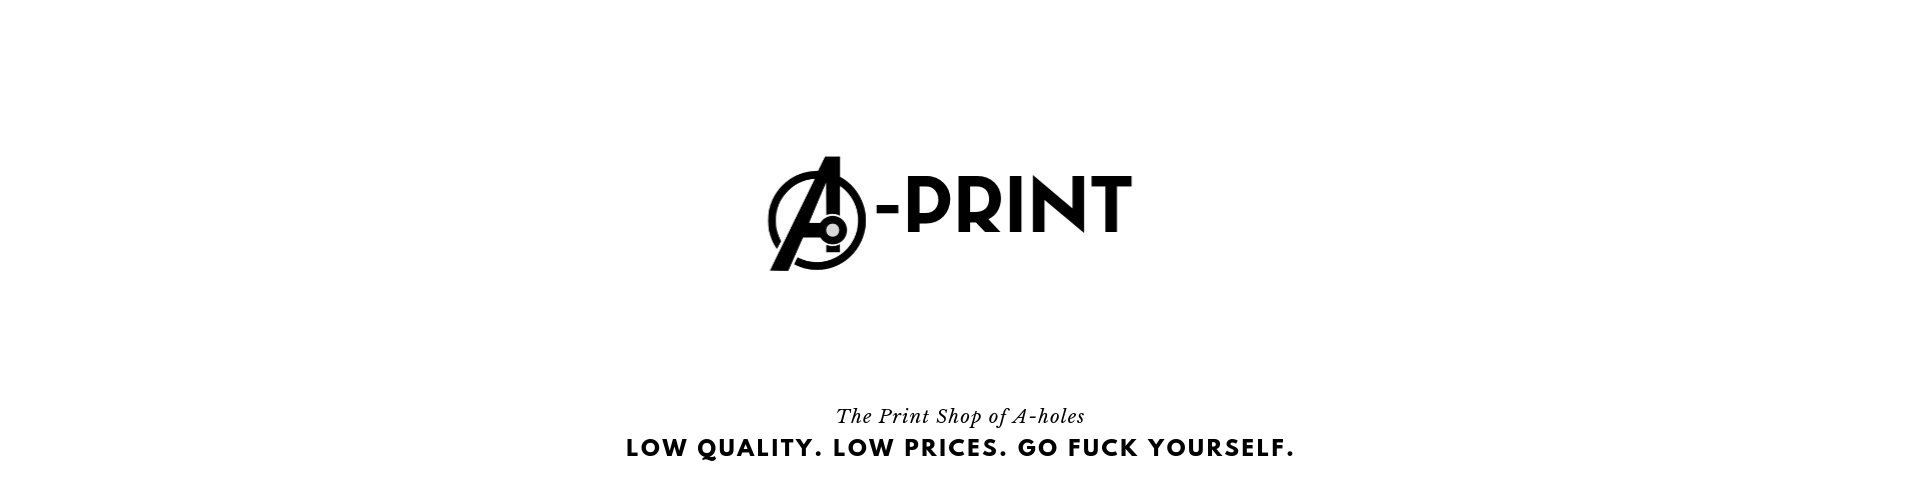 A-PRINT
The Print Shop of A-holes
LOW QUALITY. LOW PRICES. GO FUCK YOURSELF.